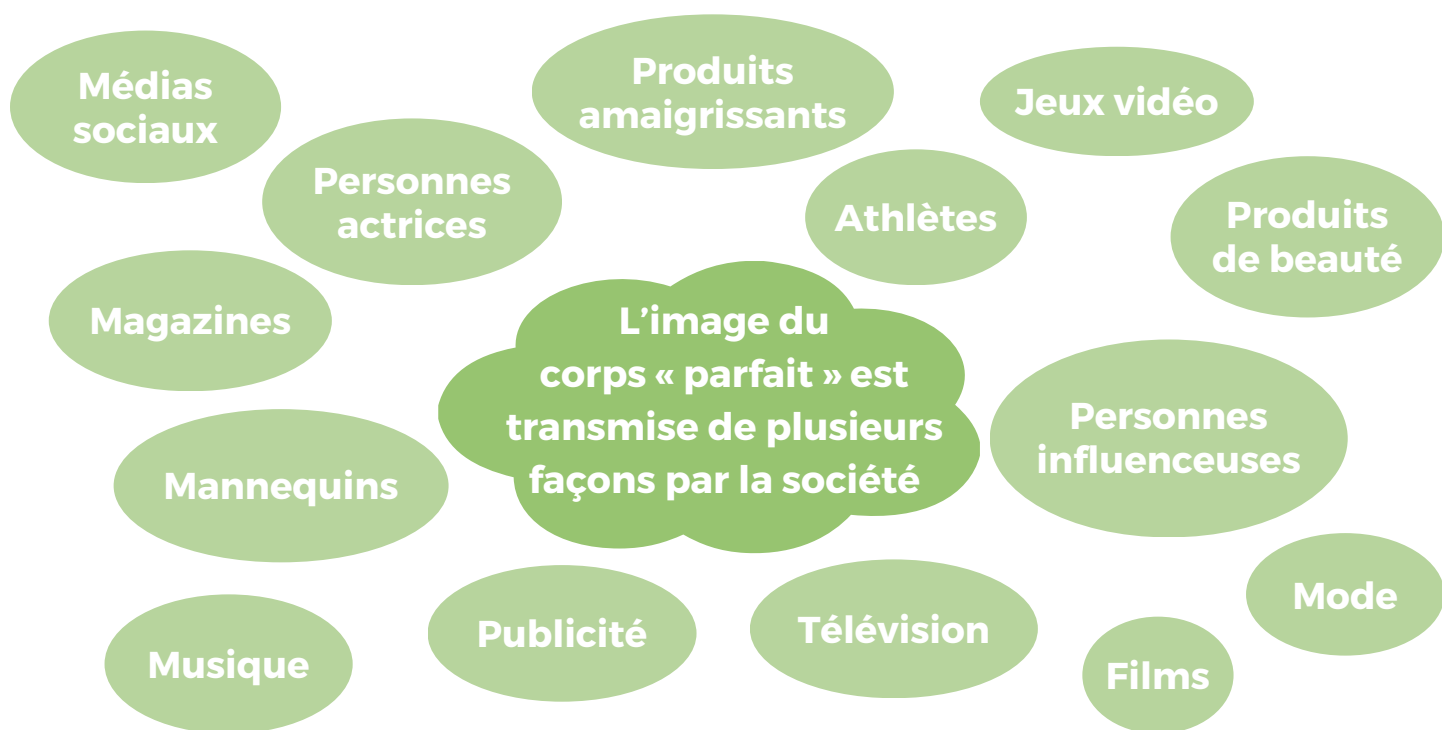 Médias
sociaux
Produits
amaigrissants
Jeux vidéo
Personnes
actrices
Athlètes
Produits
de beauté
Magazines
L'image du
corps « parfait » est
transmise de plusieurs
façons par la société
Personnes
influenceuses
Mannequins
Mode
Musique
Publicité
Télévision
Films